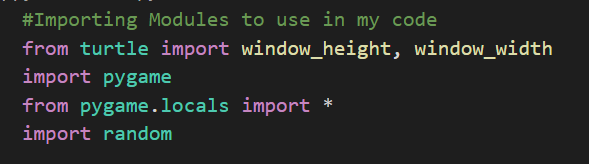 #Importing Modules to use in my code
from turtle import window_height, window_width
import pygame
from pygame.locals import *
import random